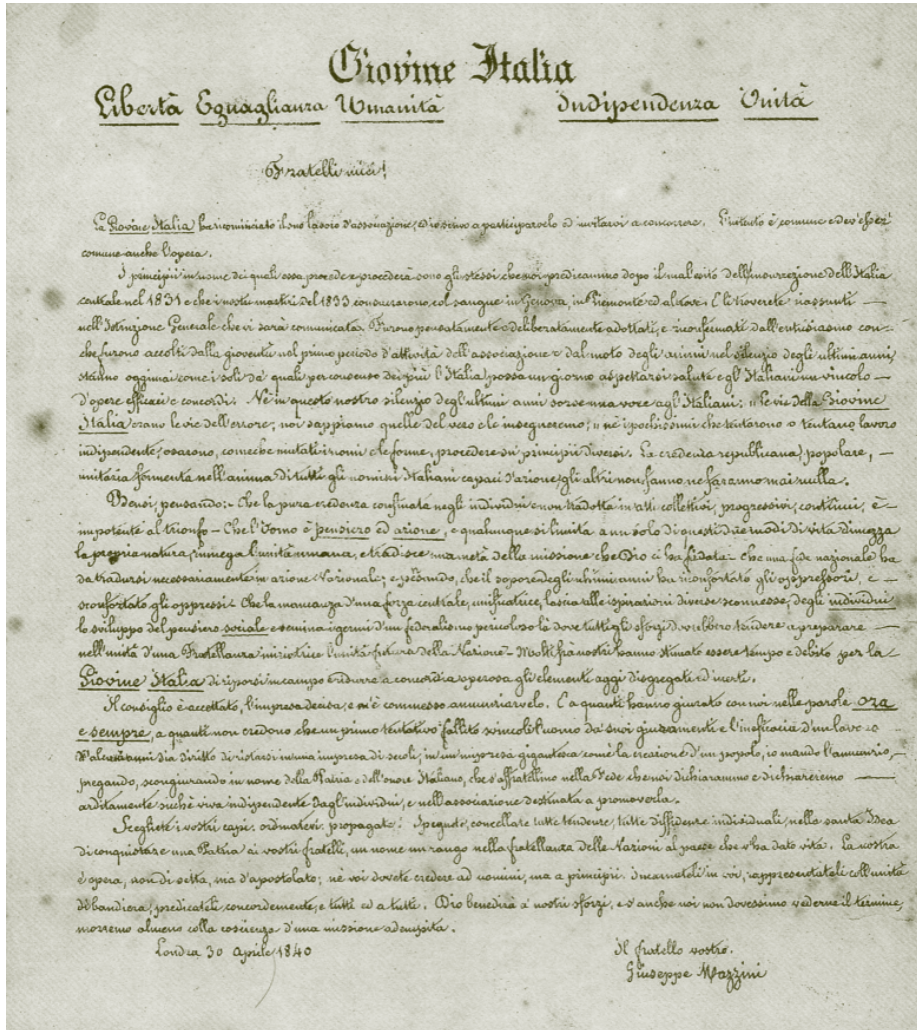 Giovine Italia
Libertà Eguaglianza Umanità Indipendenza Unità
Fratelli miei!
La Giovine Italia ha ricominciato il suo lavoro d'associazione, ed io scrivo a parteciparvelo ed invitarvi a concorrere. L'intento è comune e dev'esser
comune anche l'opera.
I principii in nome dei quali essa procede e procederà sono gli stessi che noi predicammo dopo il mal esito dell'insurrezione dell'Italia
centrale nel 1831 e che i nostri martiri del 1833 consacrarono, col sangue in Genova, in Piemonte ed altrove. E li troverete riassunti —
nell'Istruzione Generale che vi sarà comunicata. Furono pensatamente e deliberatamente adottati, e riconfermati dall'entusiasmo con-
che furono accolti dalla gioventù nel primo periodo d'attività dell'associazione e dal moto degli animi nel silenzio degli ultimi anni,
stanno oggimai come i soli da' quali per consenso dei più l'Italia possa un giorno aspettarsi salute e gl'Italiani un vincolo —
d'opere efficaci e concordi. Nè in questo nostro silenzio degl'ultimi anni sorse una voce agl'Italiani: "le vie della Giovine
Italia erano le vie dell'errore; noi sappiamo quelle del vero e le insegneremo;" nè i pochissimi che tentarono o tentano lavoro
indipendente, osarono, comechè mutati i nomi e le forme, procedere su principii diversi. La credenza republicana, popolare, —
unitaria fermenta nell'anima di tutti gli uomini Italiani capaci d'azione; gli altri non fanno nè faranno mai nulla.
Bensì, pensando:- Che la pura credenza confinata negli individui e non tradotta in atti collettivi, progressivi, continui, è-
impotente al trionfo- Che l'Uomo è pensiero ed azione, e qualunque si limita a un solo di questi due modi di vita dimezza
la propria natura, rinnega l'unità umana, e tradisce una metà della missione che Dio ci ha fidata- che una fede nazionale ha
da tradursi necessariamente in azione Nazionale; e pensando, che il sopore degli ultimi anni ha riconfortato gli oppressori, e —
sconfortato gli oppressi- Che la mancanza d'una forza centrale, unificatrice, lascia alle ispirazioni diverse sconnesse, degli individui
lo sviluppo del pensiero sociale e semina i germi d'un federalismo pericoloso là dove tutti gli sforzi dovrebbero tendere a preparare —
nell'unità d'una Fratellanza iniziatrice l'unità futura della Nazione- Molti fra nostri hanno stimato essere tempo e debito per la
Giovine Italia di riporsi in campo e ridurre a concordia operosa gli elementi oggi disgregati ed inerti.
Il consiglio è accettato, l'impresa decisa, e m'è commesso annunziarvelo. E a quanti hanno giurato con noi nelle parole ora
e sempre, a quanti non credono che un primo tentativo fallito svincoli l'uomo da' suoi giuramenti e l'inefficacia d'un lavoro
d'alcuni anni dia diritto di ristarsi in una impresa di secoli, in un'impresa gigantesca com'è la creazione d'un popolo, io mando l'annunzio, —
pregando, scongiurando in nome della Patria e dell'onore Italiano, che s'affratellino nella Fede che noi dichiarammo e dichiareremo —
arditamente sinchè viva indipendente dagl'individui, e nell'associazione destinata a promoverla.
Scegliete i vostri capi, ordinatevi, propagate. Spegnete, cancellate tutte tendenze, tutte diffidenze individuali, nella santa Idea
di conquistare una Patria ai vostri fratelli, un nome un rango nella fratellanza delle Nazioni al paese che v'ha dato vita. La nostra
è opera, non di setta, ma d'apostolato; nè voi dovete credere ad uomini, ma a principii. Incarnateli in voi, rappresentateli coll'unità
di bandiera, predicateli, concordemente, e tutti ed a tutti. Dio benedirà a' nostri sforzi, e s'anche noi non dovessimo vederne il termine,
morremo almeno colla coscienza d'una missione adempita.
Londra 30 Aprile 1840 Il fratello vostro.
Giuseppe Mazzini